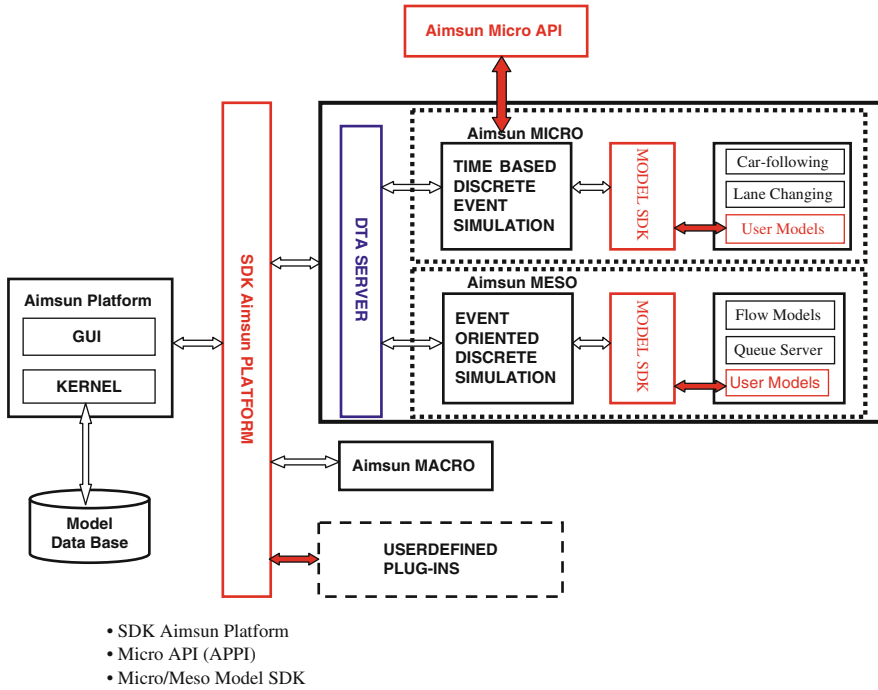 Aimsun Micro API
Aimsun MICRO
TIME BASED
DISCRETE
EVENT
SIMULATION
MODEL SDK
Car-following
Lane Changing
User Models
DTA SERVER
SDK Aimsun PLATFORM
Aimsun Platform
GUI
KERNEL
Model
Data Base
Aimsun MESO
EVENT
ORIENTED
DISCRETE
SIMULATION
MODEL SDK
Flow Models
Queue Server
User Models
Aimsun MACRO
USERDEFINED
PLUG-INS
• SDK Aimsun Platform
• Micro API (APPI)
• Micro/Meso Model SDK